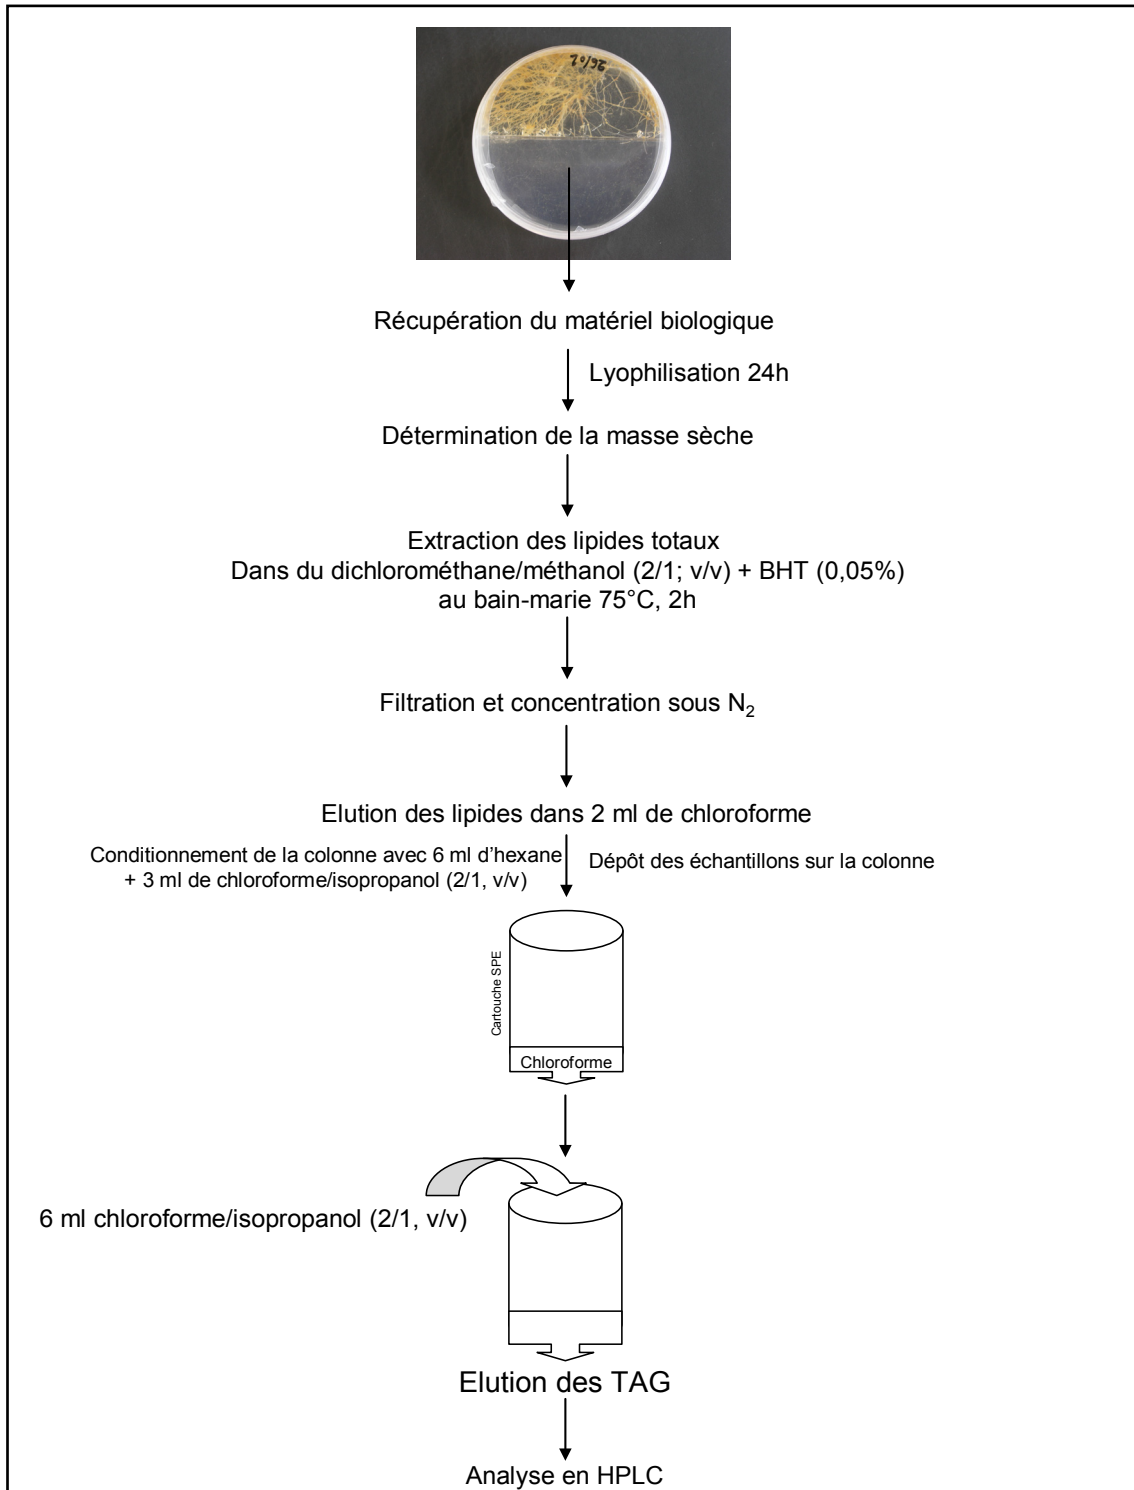 20/92
Récupération du matériel biologique
Lyophilisation 24h
Détermination de la masse sèche
Extraction des lipides totaux
Dans du dichlorométhane/méthanol (2/1; v/v) + BHT (0,05%)
au bain-marie 75°C, 2h
Filtration et concentration sous N₂
Elution des lipides dans 2 ml de chloroforme
Conditionnement de la colonne avec 6 ml d’hexane
+ 3 ml de chloroforme/isopropanol (2/1, v/v)
Dépôt des échantillons sur la colonne
Cartouche SPE
Chloroforme
6 ml chloroforme/isopropanol (2/1, v/v)
Elution des TAG
Analyse en HPLC